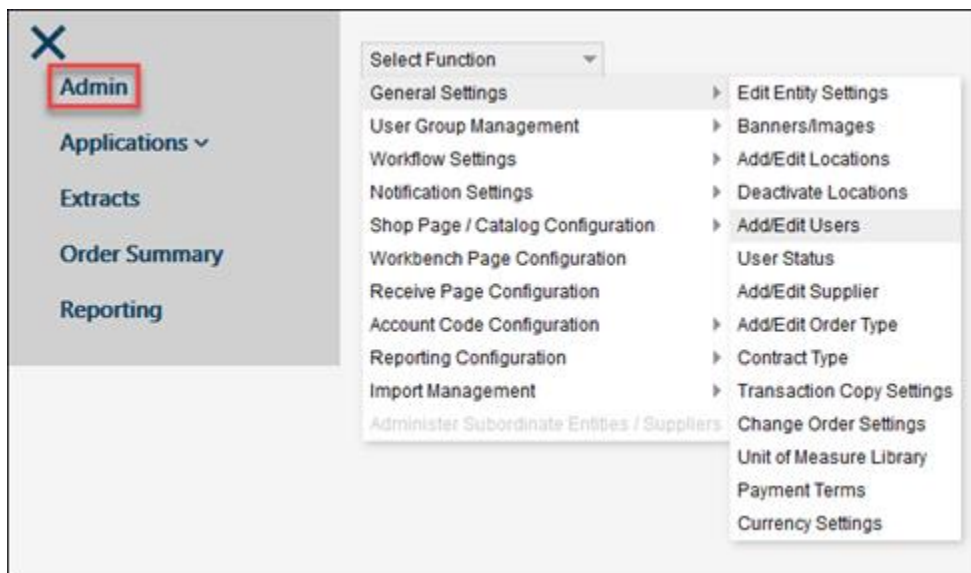 Admin
Applications
Extracts
Order Summary
Reporting
Select Function
General Settings
User Group Management
Workflow Settings
Notification Settings
Shop Page / Catalog Configuration
Workbench Page Configuration
Receive Page Configuration
Account Code Configuration
Reporting Configuration
Import Management
Administer Subordinate Entities / Suppliers
Edit Entity Settings
Banners/Images
Add/Edit Locations
Deactivate Locations
Add/Edit Users
User Status
Add/Edit Supplier
Add/Edit Order Type
Contract Type
Transaction Copy Settings
Change Order Settings
Unit of Measure Library
Payment Terms
Currency Settings